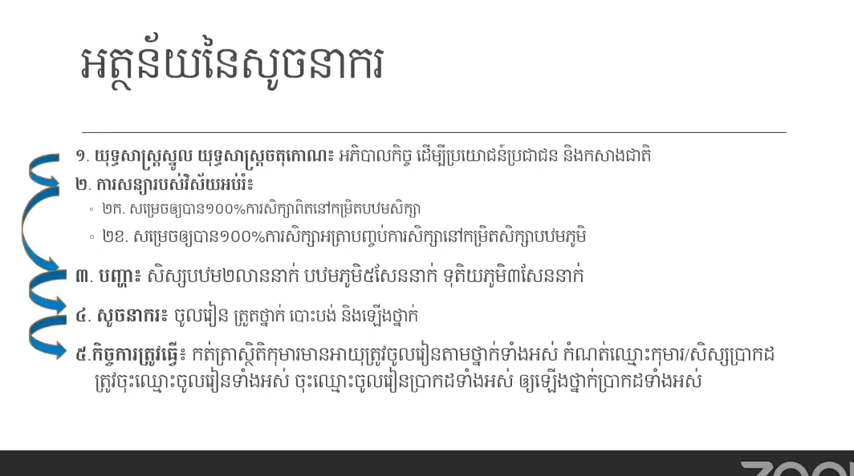 អត្ថន័យនៃសូចនាករ
១. យុទ្ធសាស្ត្រស្នូល យុទ្ធសាស្ត្រចតុកោណ៖ អភិបាលកិច្ច ដើម្បីប្រយោជន៍ប្រជាជន និងកសាងជាតិ
២. ការសន្យារបស់វិស័យអប់រំ៖
◦ ២ក. សម្រេចឲ្យបាន១០០%ការសិក្សាពិតនៅកម្រិតបឋមសិក្សា
◦ ២ខ. សម្រេចឲ្យបាន១០០%ការសិក្សាអត្រាបញ្ចប់ការសិក្សានៅកម្រិតសិក្សាបឋមភូមិ
៣. បញ្ហា៖ សិស្សបឋម២លាននាក់ បឋមភូមិ៥សែននាក់ ទុតិយភូមិ៣សែននាក់
៤. សូចនាករ៖ ចូលរៀន ត្រួតថ្នាក់ បោះបង់ និងឡើងថ្នាក់
៥.កិច្ចការត្រូវធ្វើ៖ កត់ត្រាស្ថិតិកុមារមានអាយុត្រូវចូលរៀនតាមថ្នាក់ទាំងអស់ កំណត់ឈ្មោះកុមារ/សិស្សប្រាកដ
ត្រូវចុះឈ្មោះចូលរៀនទាំងអស់ ចុះឈ្មោះចូលរៀនប្រាកដទាំងអស់ ឲ្យឡើងថ្នាក់ប្រាកដទាំងអស់
zoom